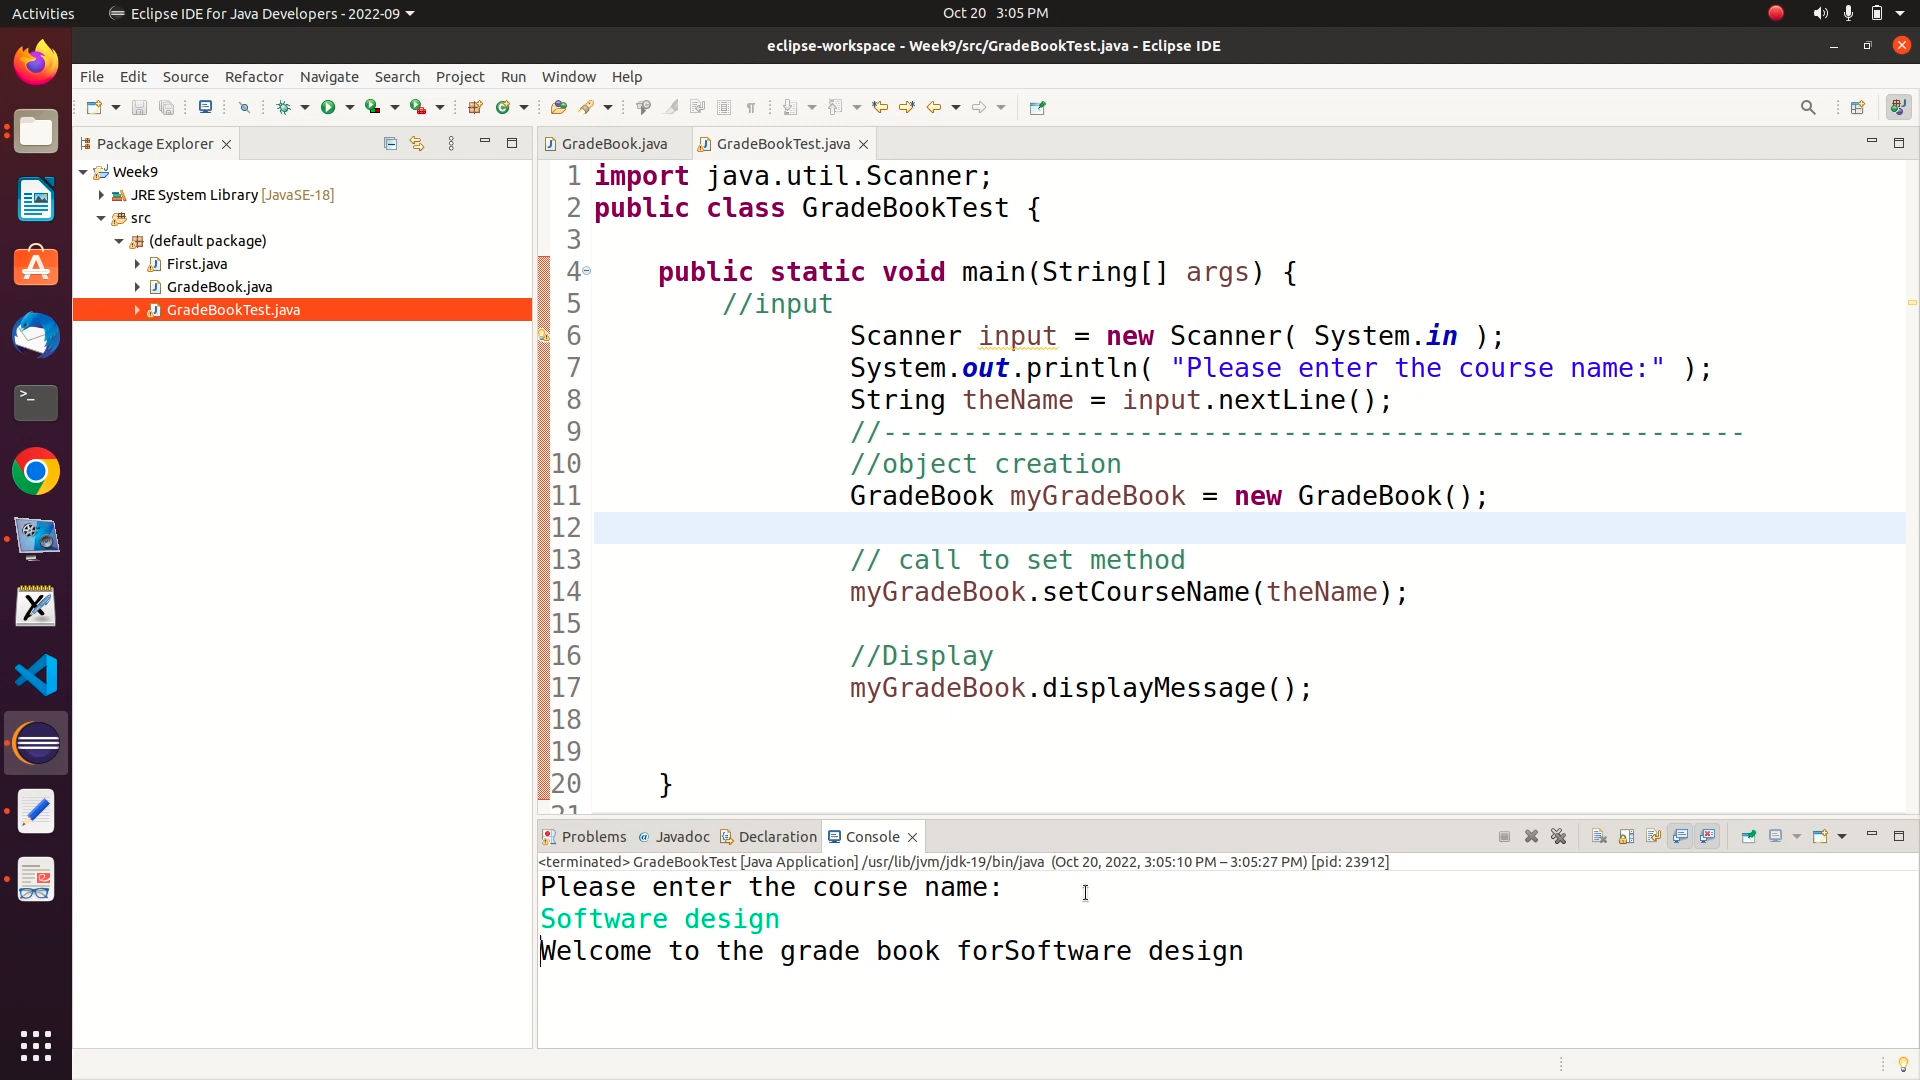 Activities Eclipse IDE for Java Developers - 2022-09 Oct 20 3:05 PM
eclipse-workspace - Week9/src/GradeBookTest.java - Eclipse IDE
File Edit Source Refactor Navigate Search Project Run Window Help
Package Explorer
Week9
JRE System Library [JavaSE-18]
src
(default package)
First.java
GradeBook.java
GradeBookTest.java
GradeBook.java GradeBookTest.java
1 import java.util.Scanner;
2 public class GradeBookTest {
3
4 public static void main(String[] args) {
5 //input
6 Scanner input = new Scanner( System.in );
7 System.out.println( "Please enter the course name:" );
8 String theName = input.nextLine();
9 //------------------------------------------------------
10 //object creation
11 GradeBook myGradeBook = new GradeBook();
12
13 // call to set method
14 myGradeBook.setCourseName(theName);
15
16 //Display
17 myGradeBook.displayMessage();
18
19
20 }
21
Problems Javadoc Declaration Console
<terminated> GradeBookTest [Java Application] /usr/lib/jvm/jdk-19/bin/java (Oct 20, 2022, 3:05:10 PM – 3:05:27 PM) [pid: 23912]
Please enter the course name:
Software design
Welcome to the grade book forSoftware design